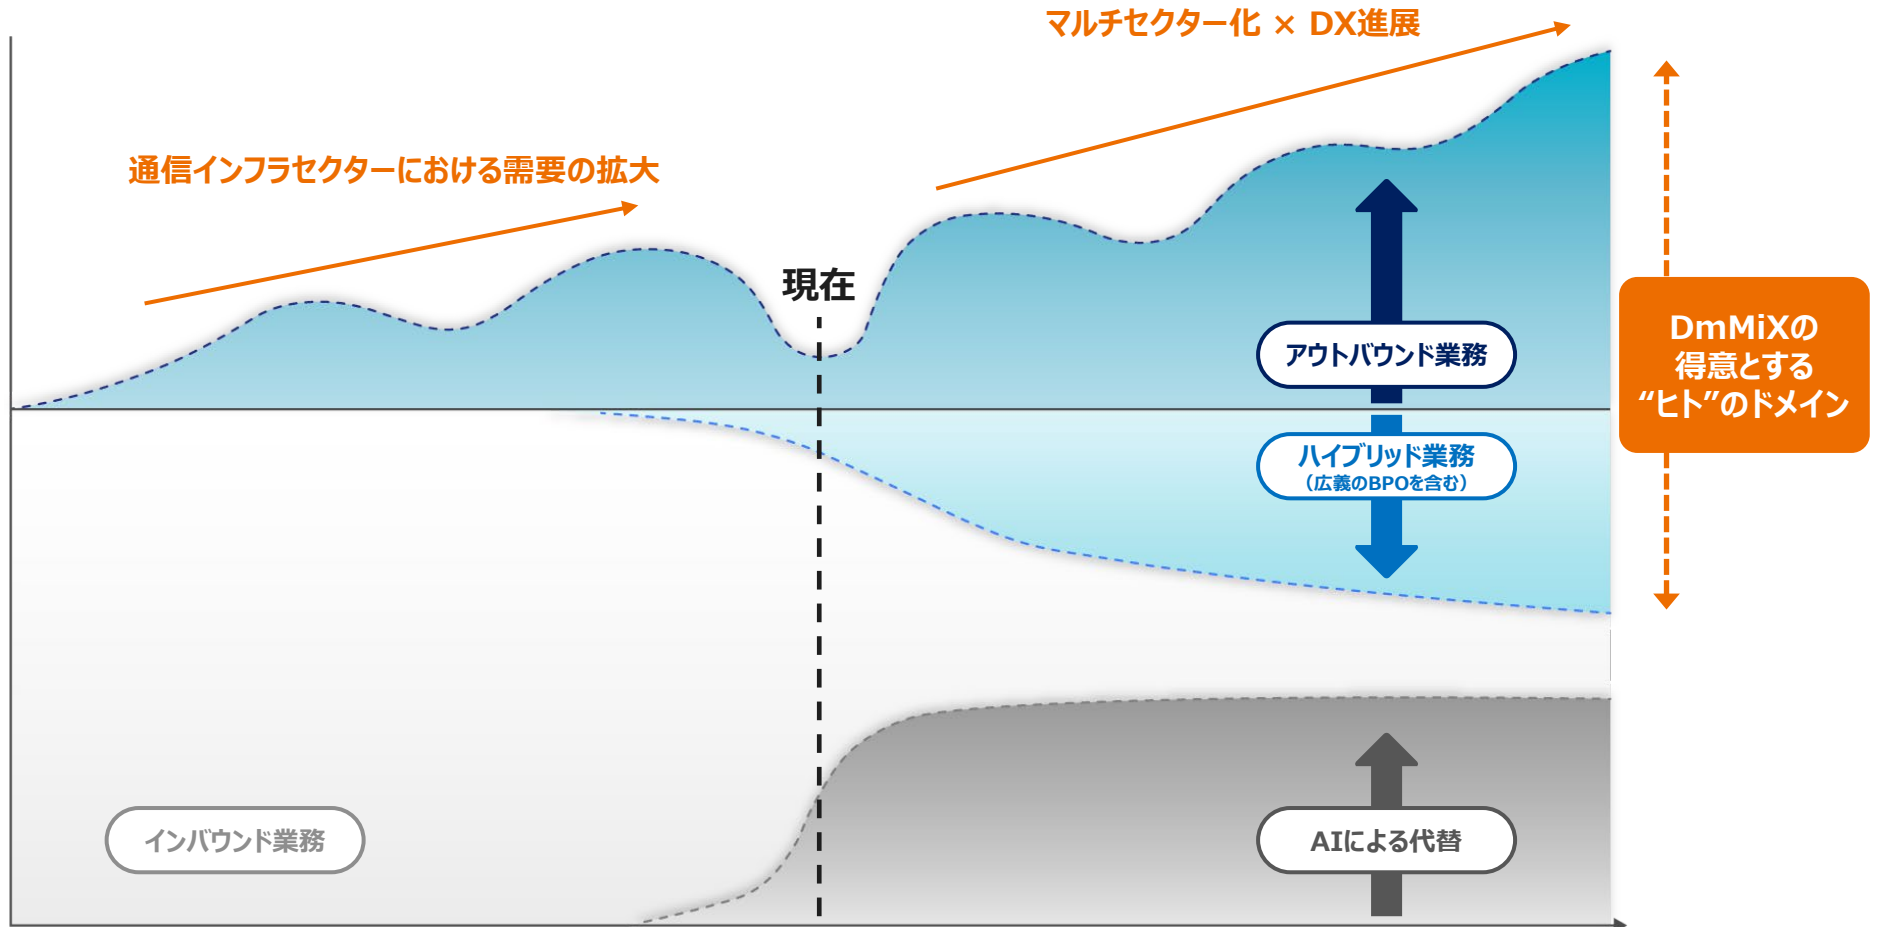 マルチセクター化 × DX進展
通信インフラセクターにおける需要の拡大
現在
アウトバウンド業務
DmMiXの
得意とする
“ヒト”のドメイン
ハイブリッド業務
（広義のBPOを含む）
インバウンド業務
AIによる代替